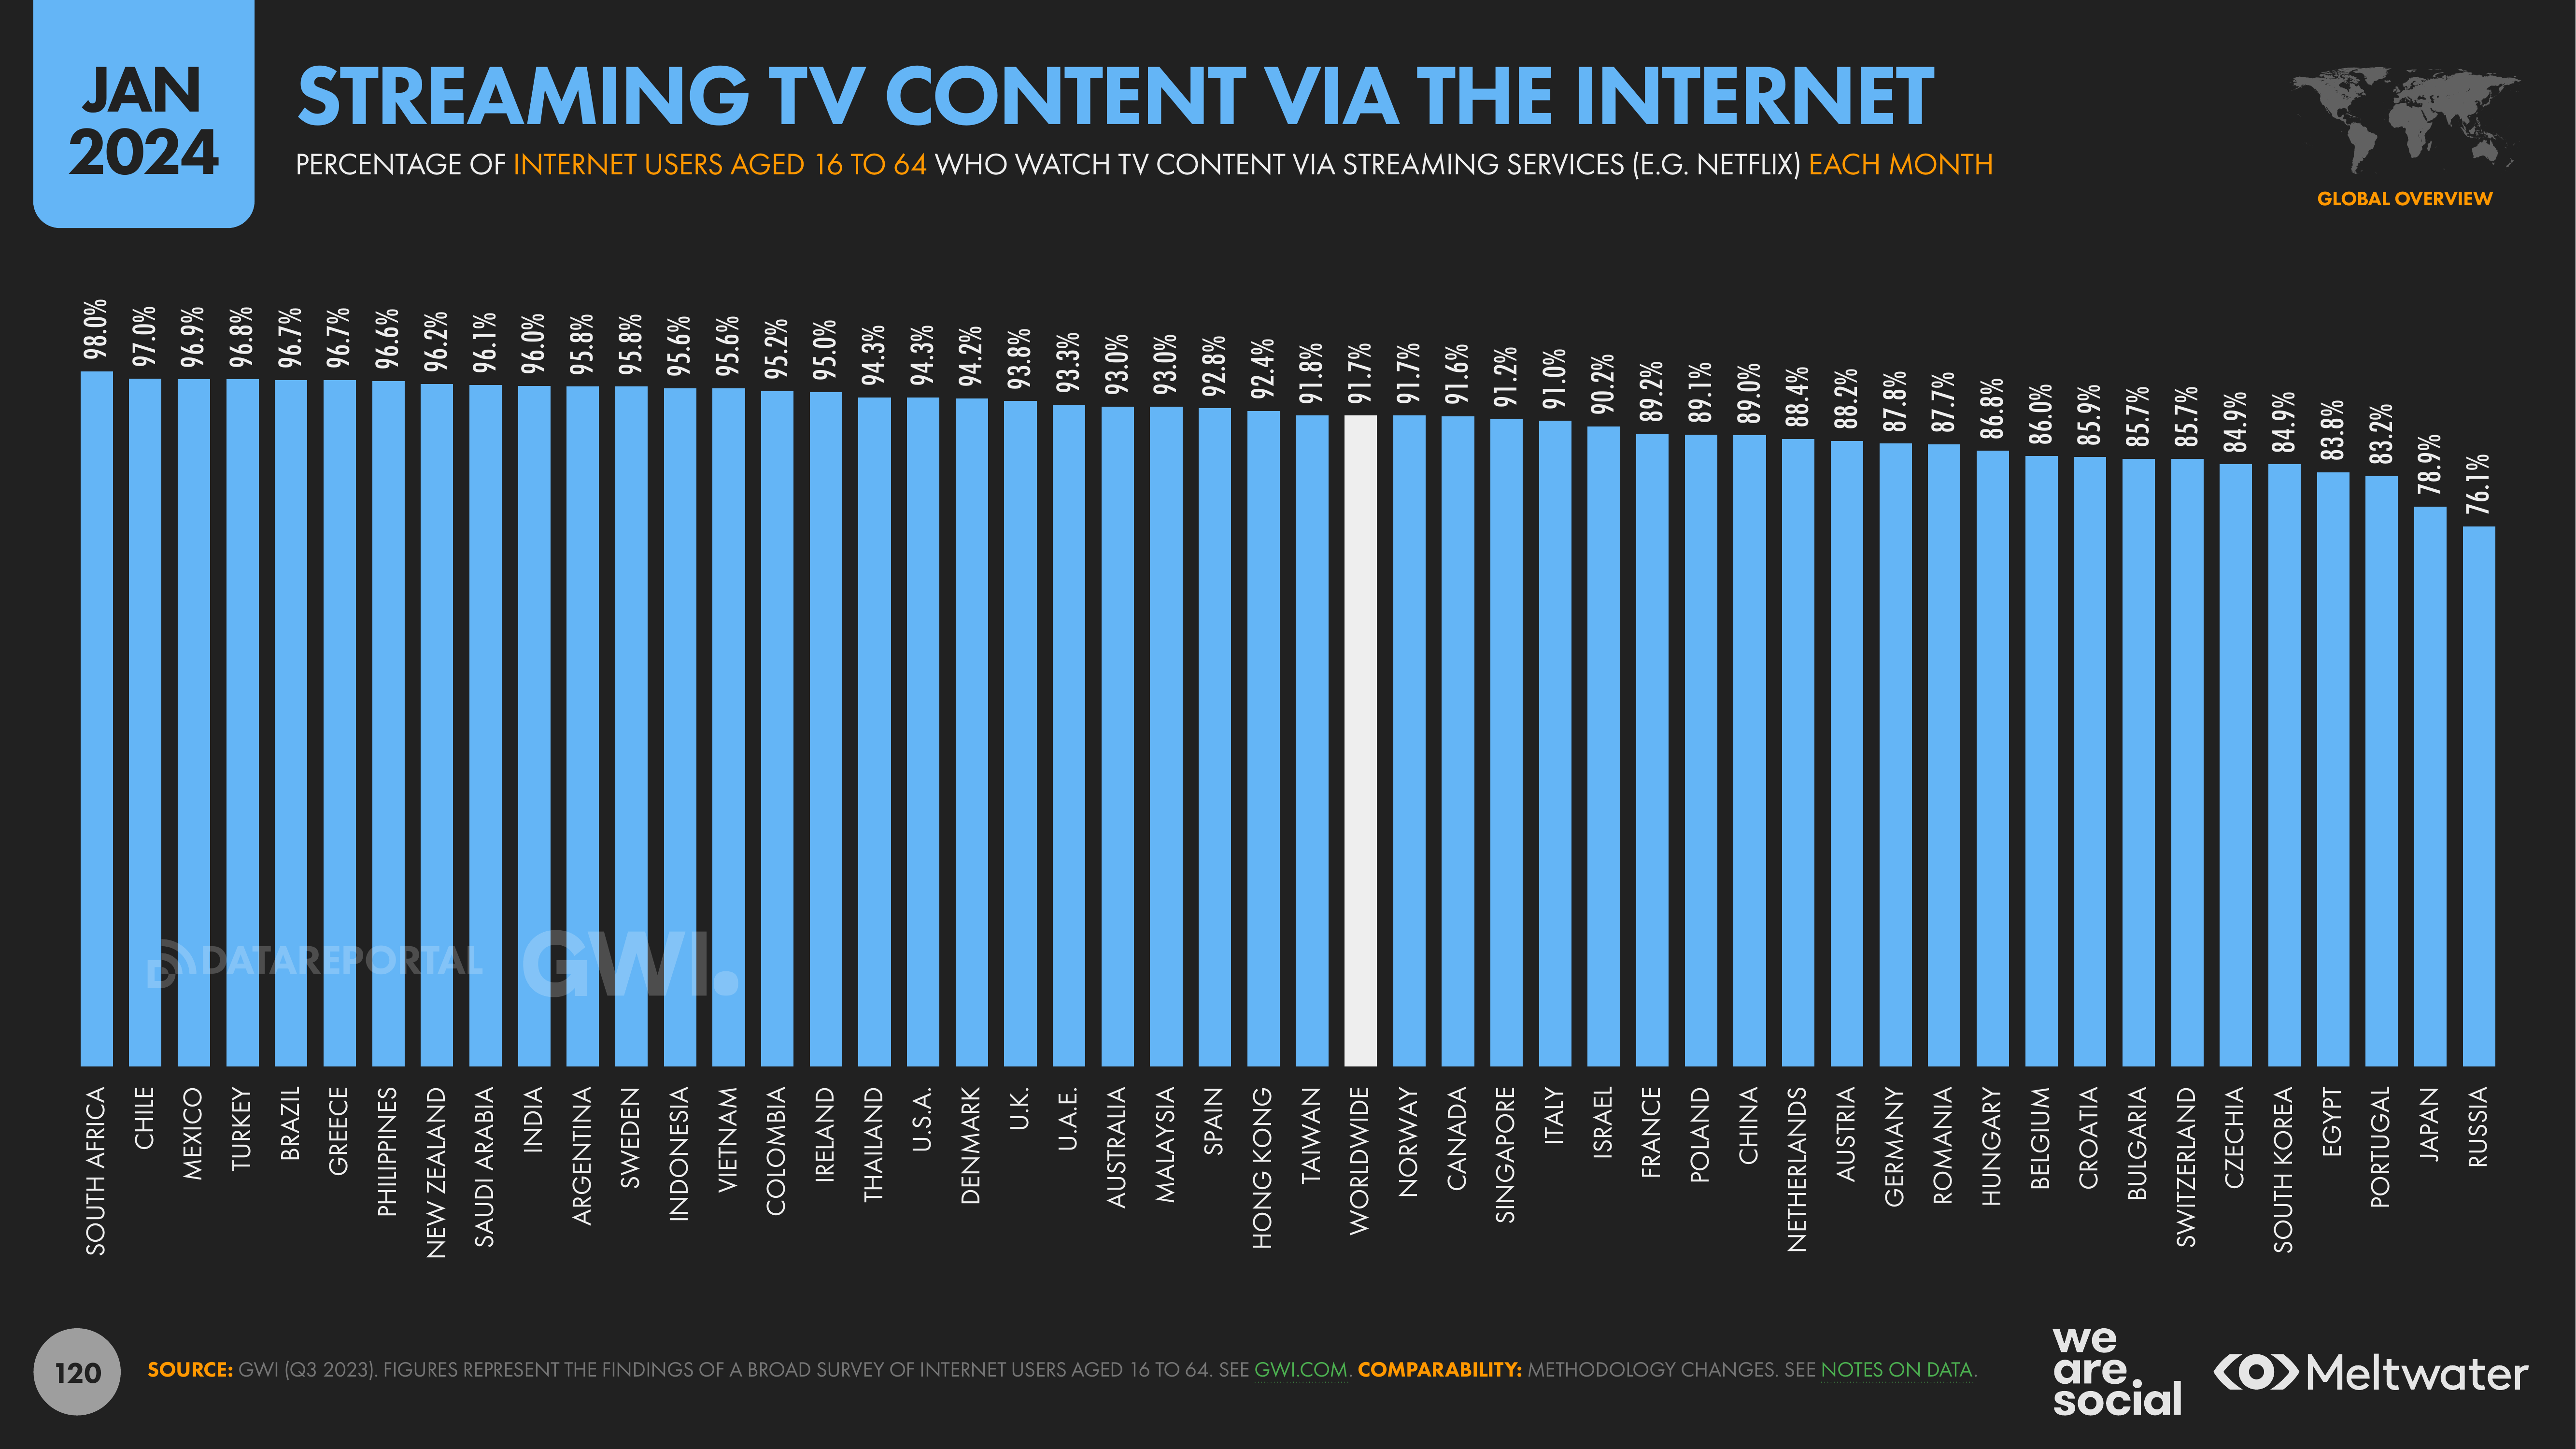 JAN
2024
STREAMING TV CONTENT VIA THE INTERNET
PERCENTAGE OF INTERNET USERS AGED 16 TO 64 WHO WATCH TV CONTENT VIA STREAMING SERVICES (E.G. NETFLIX) EACH MONTH
GLOBAL OVERVIEW
98.0%
97.0%
96.9%
96.8%
96.7%
96.7%
96.6%
96.2%
96.1%
96.0%
95.8%
95.8%
95.6%
95.6%
95.2%
95.0%
94.3%
94.3%
94.2%
93.8%
93.3%
93.0%
93.0%
92.8%
92.4%
91.8%
91.7%
91.7%
91.6%
91.2%
91.0%
90.2%
89.2%
89.1%
89.0%
88.4%
88.2%
87.8%
87.7%
86.8%
86.0%
85.9%
85.7%
85.7%
84.9%
84.9%
83.8%
83.2%
78.9%
76.1%
DATAREPORTAL
GWI.
SOUTH AFRICA
CHILE
MEXICO
TURKEY
BRAZIL
GREECE
PHILIPPINES
NEW ZEALAND
SAUDI ARABIA
INDIA
ARGENTINA
SWEDEN
INDONESIA
VIETNAM
COLOMBIA
IRELAND
THAILAND
U.S.A.
DENMARK
U.K.
U.A.E.
AUSTRALIA
MALAYSIA
SPAIN
HONG KONG
TAIWAN
WORLDWIDE
NORWAY
CANADA
SINGAPORE
ITALY
ISRAEL
FRANCE
POLAND
CHINA
NETHERLANDS
AUSTRIA
GERMANY
ROMANIA
HUNGARY
BELGIUM
CROATIA
BULGARIA
SWITZERLAND
CZECHIA
SOUTH KOREA
EGYPT
PORTUGAL
JAPAN
RUSSIA
120
SOURCE: GWI (Q3 2023). FIGURES REPRESENT THE FINDINGS OF A BROAD SURVEY OF INTERNET USERS AGED 16 TO 64. SEE GWI.COM. COMPARABILITY: METHODOLOGY CHANGES. SEE NOTES ON DATA.
we
are
social
Meltwater